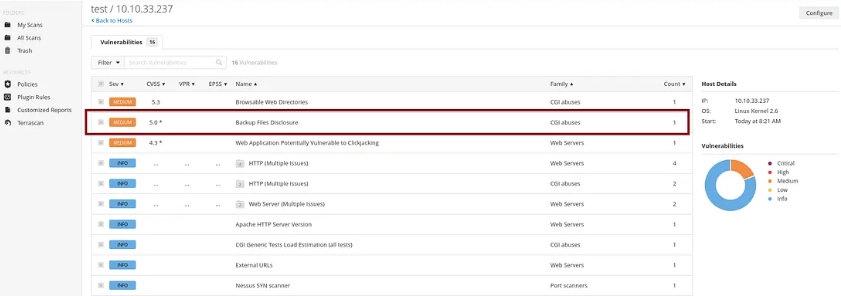 test / 10.10.33.237
Back to Hosts
Configure
FOLDERS
My Scans
All Scans
Trash
RESOURCES
Policies
Plugin Rules
Customized Reports
Terrascan
Vulnerabilities 16
Filter Search Vulnerabilities 16 Vulnerabilities
Sev CVSS VPR EPSS Name Family Count
MEDIUM 5.3 Browsable Web Directories CGI abuses 1
MEDIUM 5.0 * Backup Files Disclosure CGI abuses 1
MEDIUM 4.3 * Web Application Potentially Vulnerable to Clickjacking Web Servers 1
INFO ... ... ... HTTP (Multiple Issues) Web Servers 4
INFO ... ... ... HTTP (Multiple Issues) CGI abuses 2
INFO ... ... ... Web Server (Multiple Issues) Web Servers 2
INFO Apache HTTP Server Version Web Servers 1
INFO CGI Generic Tests Load Estimation (all tests) CGI abuses 1
INFO External URLs Web Servers 1
INFO Nessus SYN scanner Port scanners 1
Host Details
IP: 10.10.33.237
OS: Linux Kernel 2.6
Start: Today at 8:21 AM
Vulnerabilities
Critical
High
Medium
Low
Info